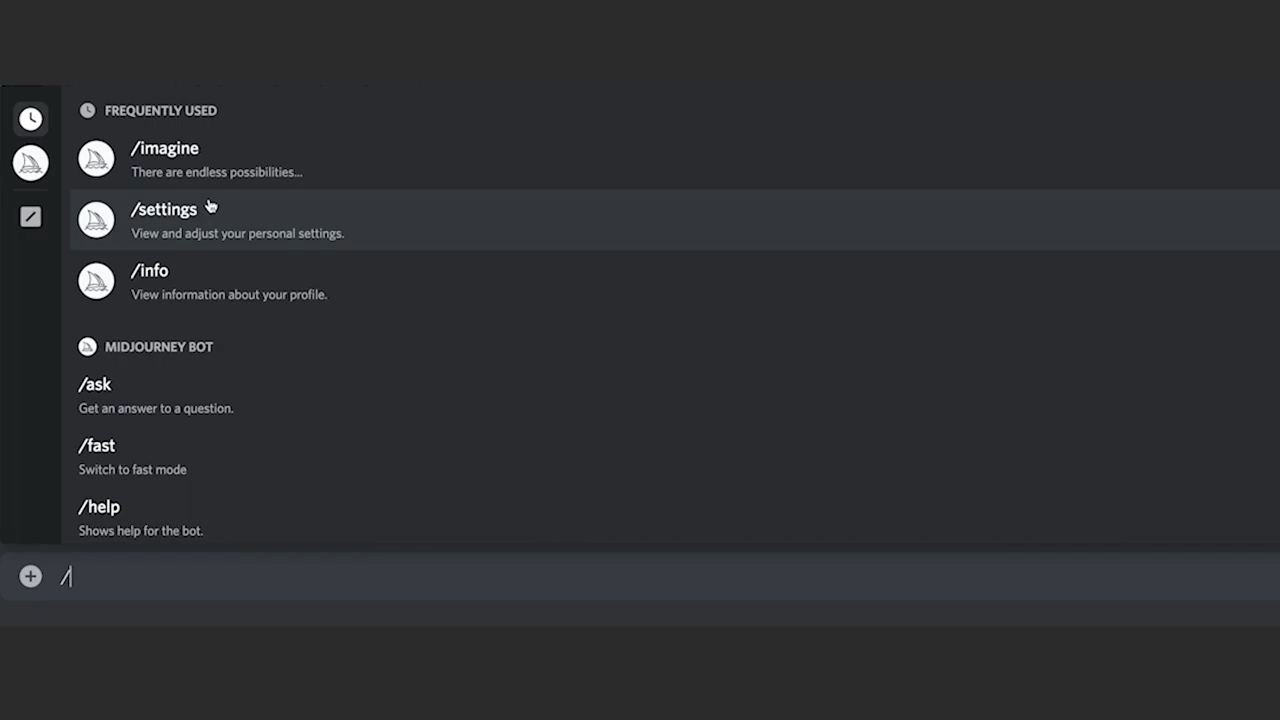 FREQUENTLY USED
/imagine
There are endless possibilities...
/settings
View and adjust your personal settings.
/info
View information about your profile.
MIDJOURNEY BOT
/ask
Get an answer to a question.
/fast
Switch to fast mode
/help
Shows help for the bot.
/